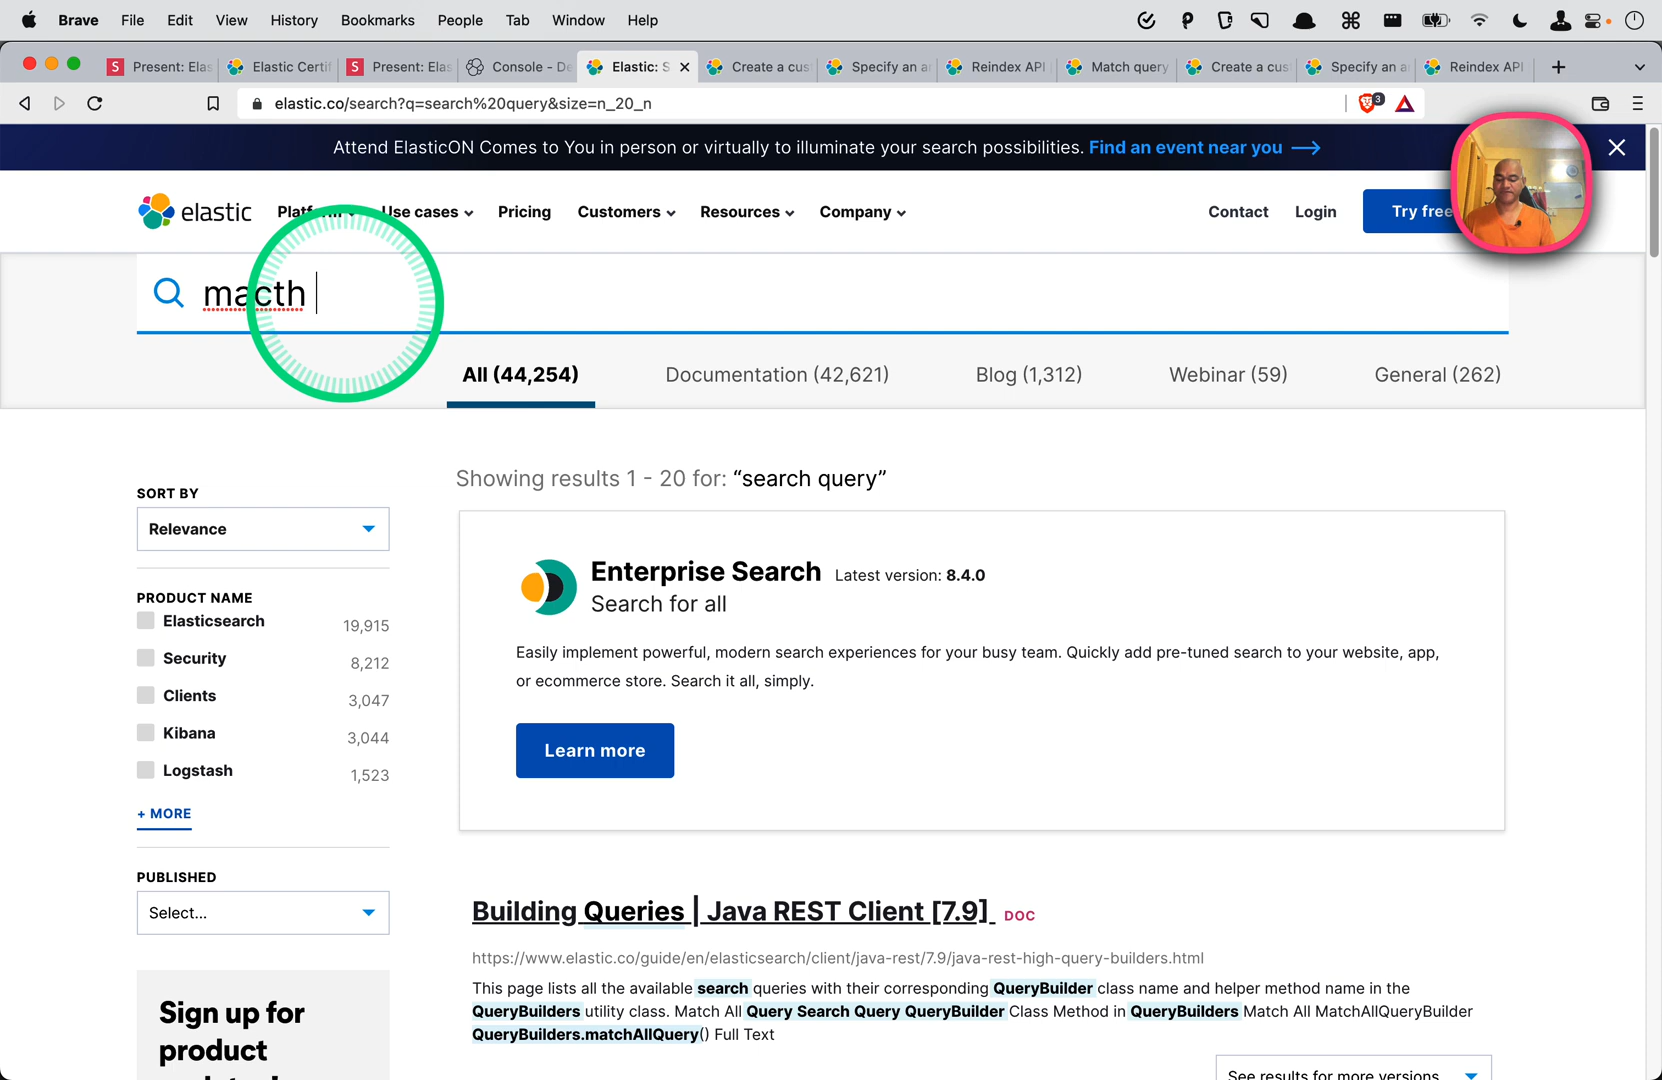 Brave File Edit View History Bookmarks People Tab Window Help
Present: Elas Elastic Certif Present: Elas Console - De Elastic: S Create a cus Specify an a Reindex API Match query Create a cus Specify an a Reindex API
elastic.co/search?q=search%20query&size=n_20_n
3
Attend ElasticON Comes to You in person or virtually to illuminate your search possibilities. Find an event near you
elastic Platform Use cases Pricing Customers Resources Company Contact Login Try free
macth
All (44,254) Documentation (42,621) Blog (1,312) Webinar (59) General (262)
Showing results 1 - 20 for: “search query”
SORT BY
Relevance
PRODUCT NAME
Elasticsearch 19,915
Security 8,212
Clients 3,047
Kibana 3,044
Logstash 1,523
+ MORE
PUBLISHED
Select...
Sign up for
product
Enterprise Search Latest version: 8.4.0
Search for all
Easily implement powerful, modern search experiences for your busy team. Quickly add pre-tuned search to your website, app,
or ecommerce store. Search it all, simply.
Learn more
Building Queries | Java REST Client [7.9] DOC
https://www.elastic.co/guide/en/elasticsearch/client/java-rest/7.9/java-rest-high-query-builders.html
This page lists all the available search queries with their corresponding QueryBuilder class name and helper method name in the
QueryBuilders utility class. Match All Query Search Query QueryBuilder Class Method in QueryBuilders Match All MatchAllQueryBuilder
QueryBuilders.matchAllQuery() Full Text
See results for more versions